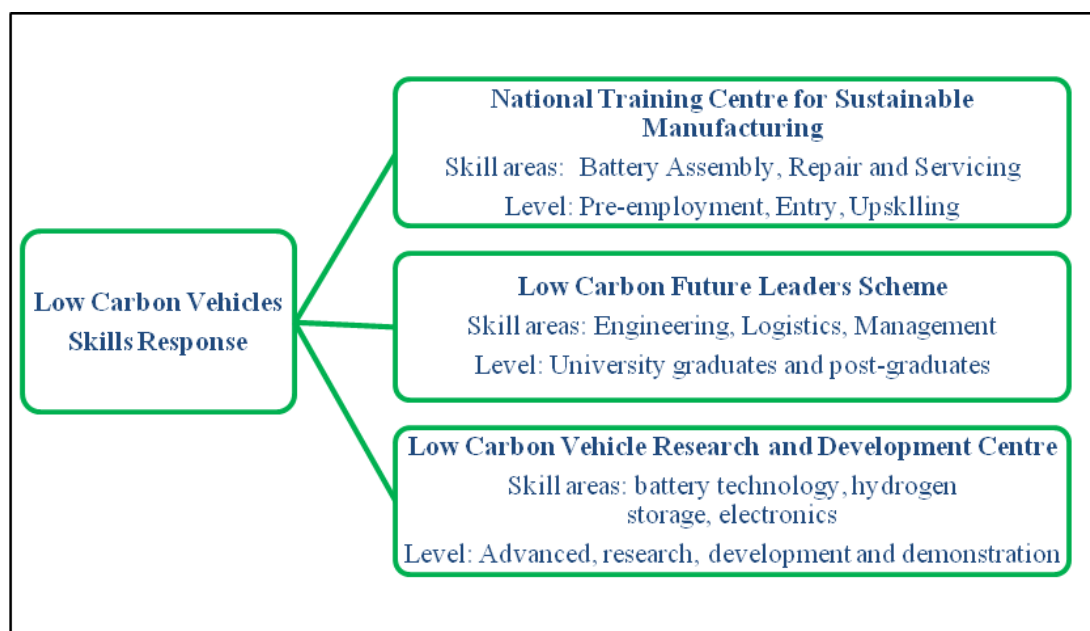 National Training Centre for Sustainable
Manufacturing
Skill areas: Battery Assembly, Repair and Servicing
Level: Pre-employment, Entry, Upsklling
Low Carbon Vehicles
Skills Response
Low Carbon Future Leaders Scheme
Skill areas: Engineering, Logistics, Management
Level: University graduates and post-graduates
Low Carbon Vehicle Research and Development Centre
Skill areas: battery technology, hydrogen
storage, electronics
Level: Advanced, research, development and demonstration